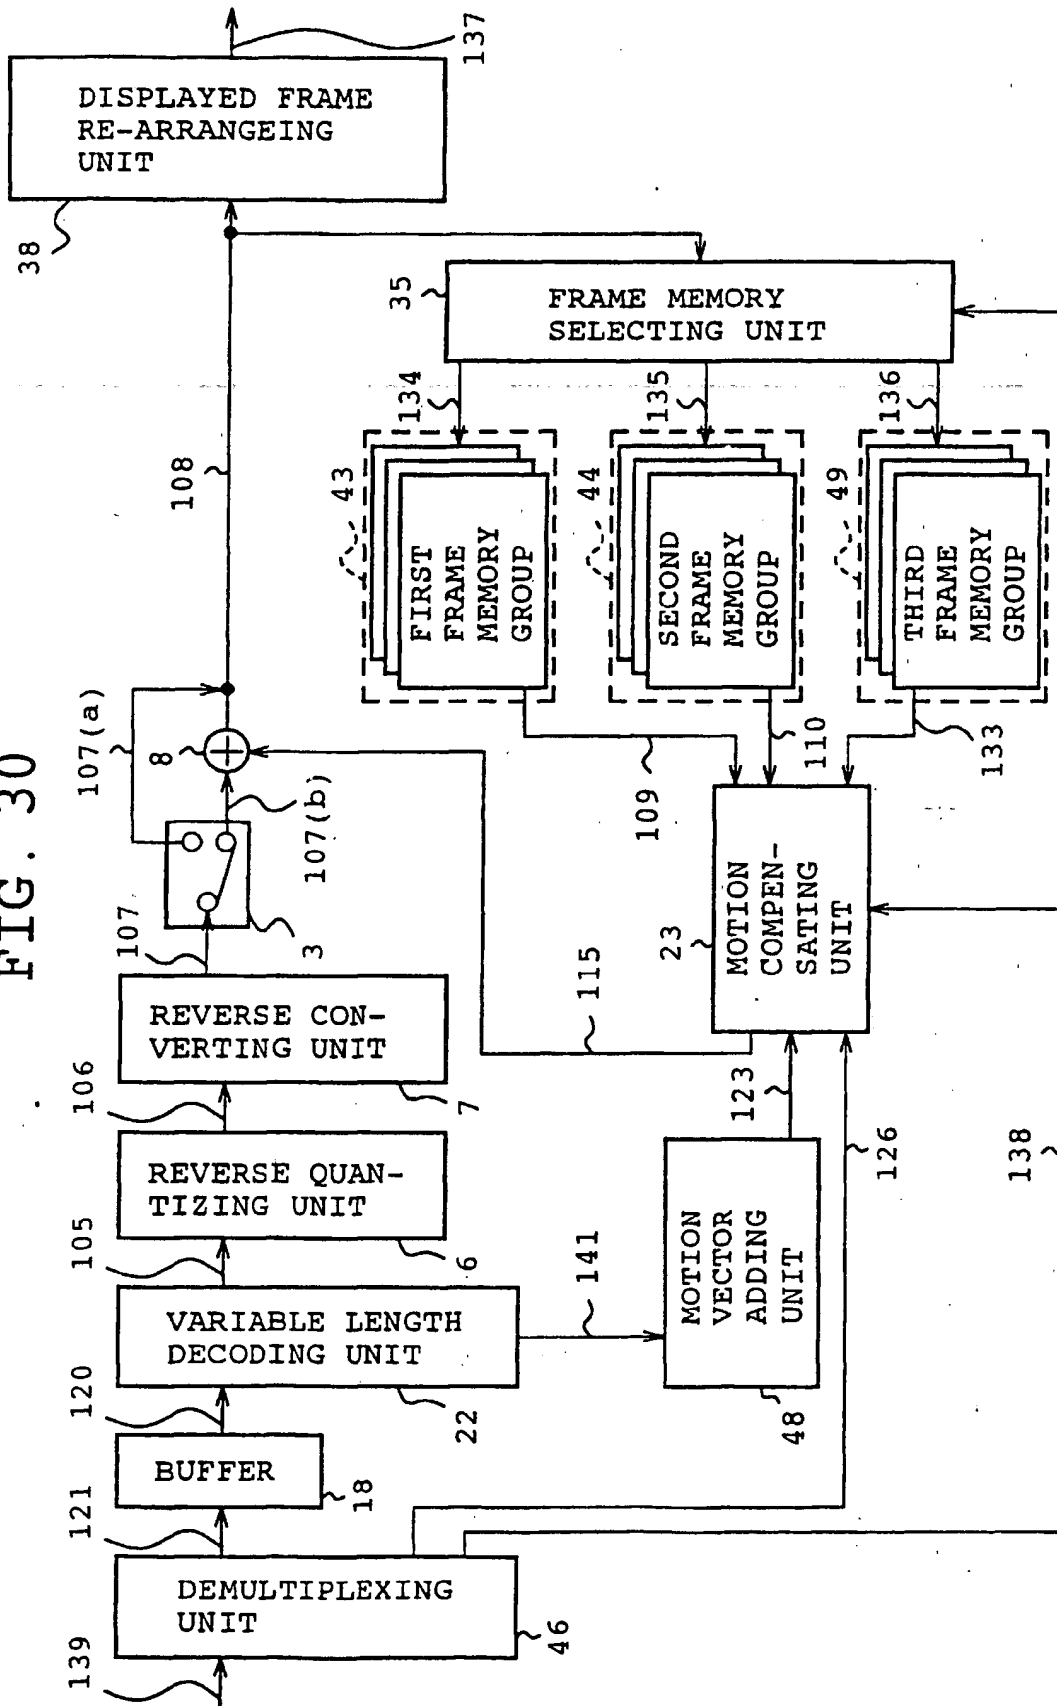 FIG. 30
139
DEMULTIPLEXING
UNIT
46
121
BUFFER
18
120
VARIABLE LENGTH
DECODING UNIT
22
105
REVERSE QUAN-
TIZING UNIT
6
106
REVERSE CON-
VERTING UNIT
7
107
3
107(a)
8
107(b)
108
DISPLAYED FRAME
RE-ARRANGEING
UNIT
38
137
35
FRAME MEMORY
SELECTING UNIT
134
135
136
43
FIRST
FRAME
MEMORY
GROUP
44
SECOND
FRAME
MEMORY
GROUP
49
THIRD
FRAME
MEMORY
GROUP
109
110
133
23
MOTION
COMPEN-
SATING
UNIT
115
123
126
141
MOTION
VECTOR
ADDING
UNIT
48
138